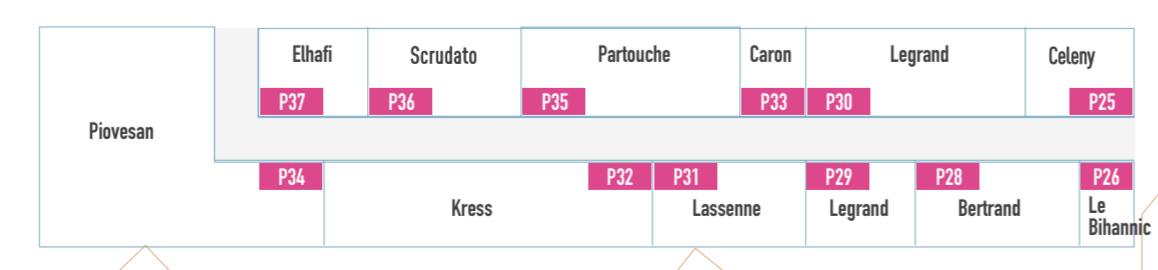 Elhafi
Scrudato
Partouche
Caron
Legrand
Celeny
P37
P36
P35
P33
P30
P25
Piovesan
P34
P32
P31
P29
P28
P26
Kress
Lassenne
Legrand
Bertrand
Le
Bihannic